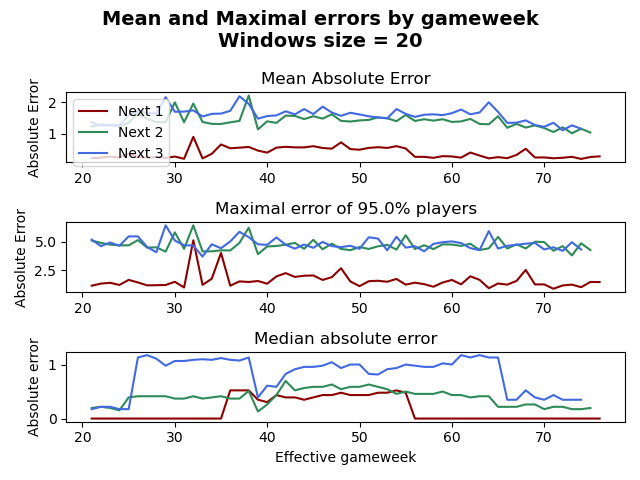 Mean and Maximal errors by gameweek
Windows size = 20
Mean Absolute Error
Absolute Error
2
1
Next 1
Next 2
Next 3
20 30 40 50 60 70
Maximal error of 95.0% players
Absolute Error
5.0
2.5
20 30 40 50 60 70
Median absolute error
Absolute error
1
0
20 30 40 50 60 70
Effective gameweek